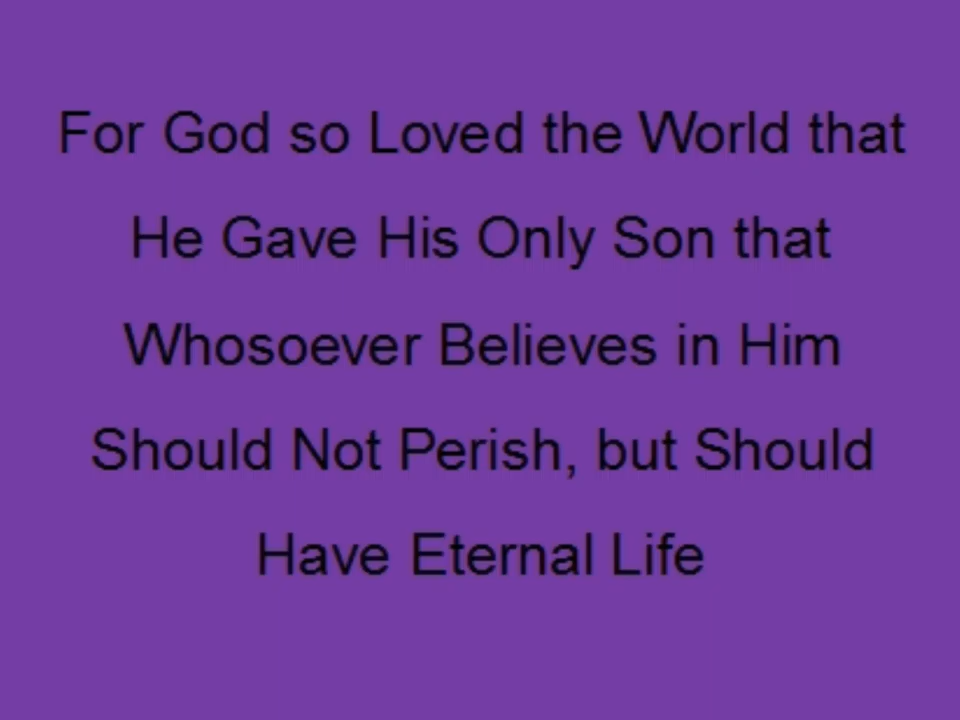 For God so Loved the World that
He Gave His Only Son that
Whosoever Believes in Him
Should Not Perish, but Should
Have Eternal Life